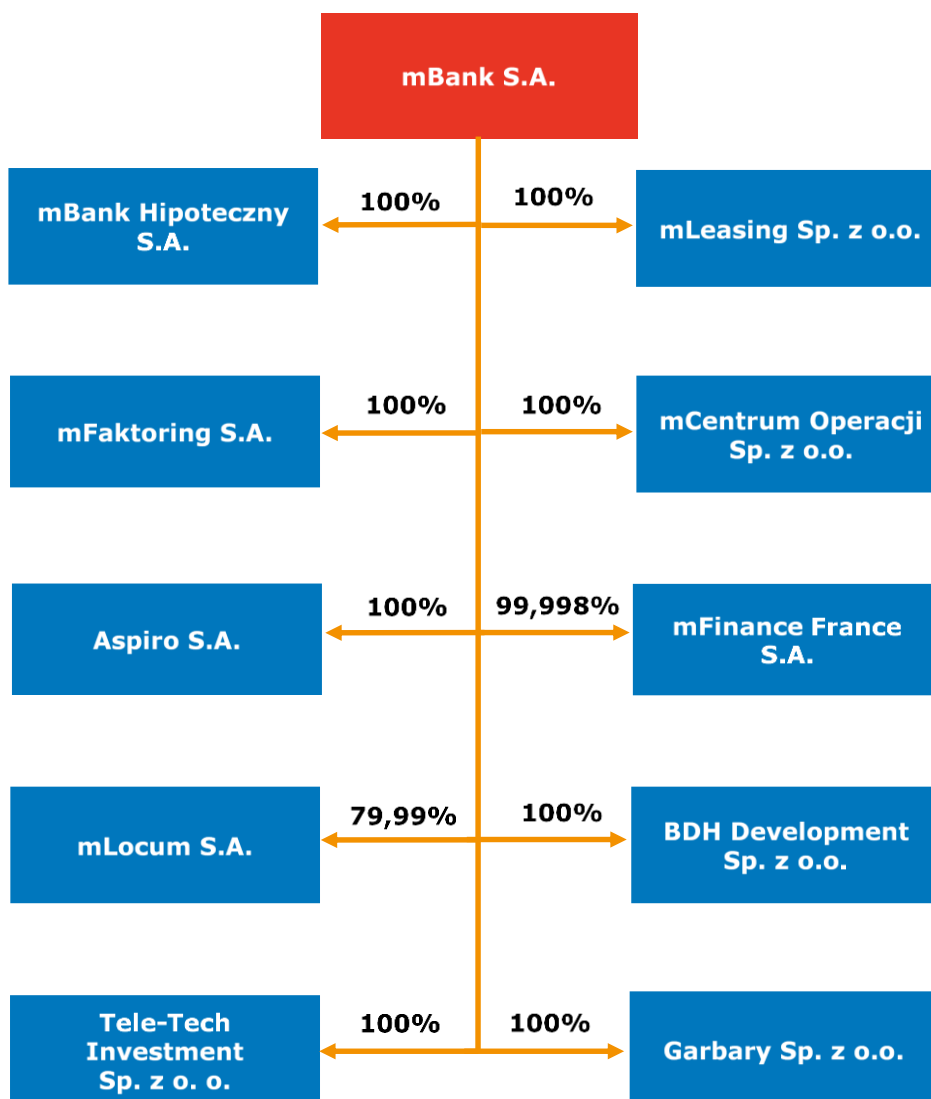 mBank S.A.
100%
100%
mBank Hipoteczny
S.A.
mLeasing Sp. z o.o.
100%
100%
mFaktoring S.A.
mCentrum Operacji
Sp. z o.o.
100%
99,998%
Aspiro S.A.
mFinance France
S.A.
79,99%
100%
mLocum S.A.
BDH Development
Sp. z o.o.
100%
100%
Tele-Tech
Investment
Sp. z o. o.
Garbary Sp. z o.o.